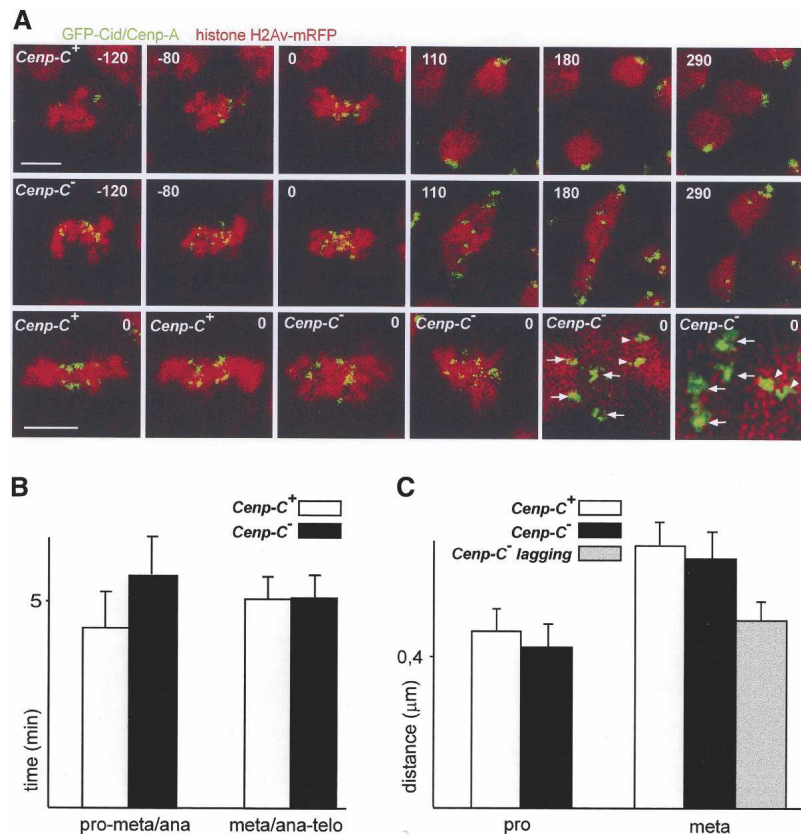 A
GFP-Cid/Cenp-A histone H2Av-mRFP
Cenp-C+ -120 -80 0 110 180 290
Cenp-C- -120 -80 0 110 180 290
Cenp-C+ 0 Cenp-C+ 0 Cenp-C- 0 Cenp-C- 0 Cenp-C- 0 Cenp-C- 0
B
Cenp-C+
Cenp-C-
5
time (min)
pro-meta/ana meta/ana-telo
C
Cenp-C+
Cenp-C-
Cenp-C- lagging
0,4
distance (μm)
pro meta